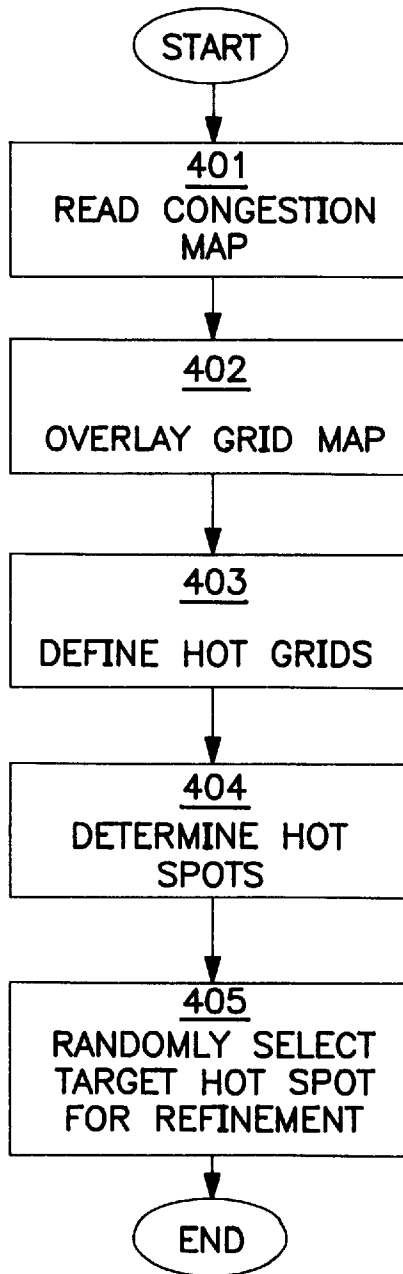 START
401
READ CONGESTION
MAP
402
OVERLAY GRID MAP
403
DEFINE HOT GRIDS
404
DETERMINE HOT
SPOTS
405
RANDOMLY SELECT
TARGET HOT SPOT
FOR REFINEMENT
END